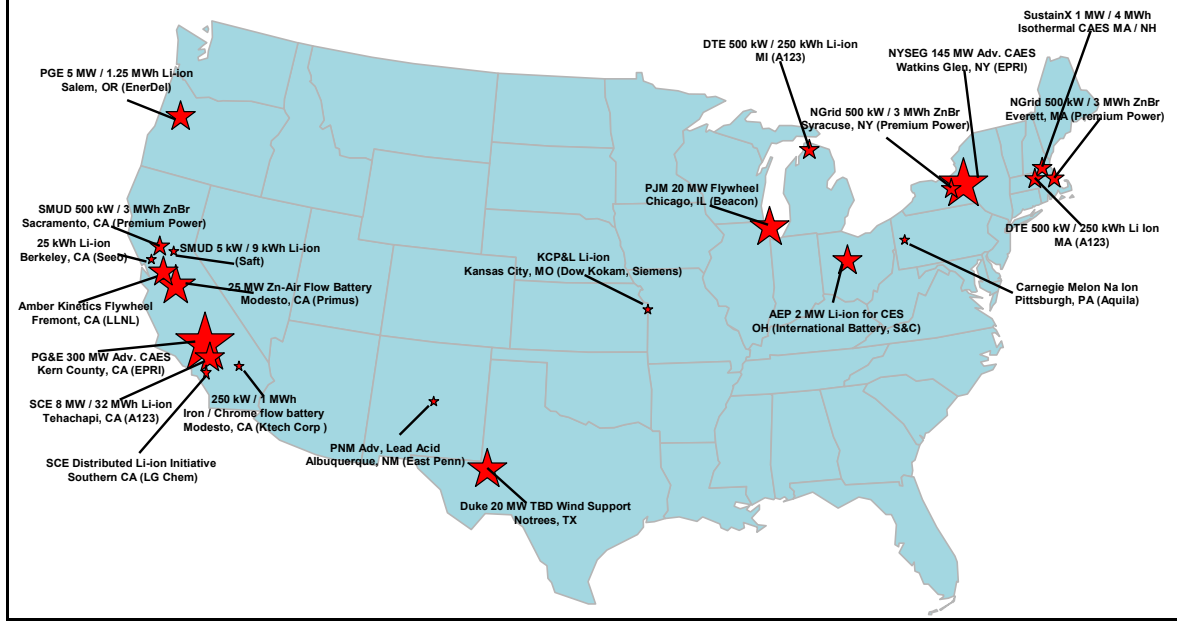 SustainX 1 MW / 4 MWh
Isothermal CAES MA / NH
DTE 500 kW / 250 kWh Li-ion
MI (A123)
NYSEG 145 MW Adv. CAES
Watkins Glen, NY (EPRI)
PGE 5 MW / 1.25 MWh Li-ion
Salem, OR (EnerDel)
NGrid 500 kW / 3 MWh ZnBr
Syracuse, NY (Premium Power)
NGrid 500 kW / 3 MWh ZnBr
Everett, MA (Premium Power)
PJM 20 MW Flywheel
Chicago, IL (Beacon)
SMUD 500 kW / 3 MWh ZnBr
Sacramento, CA (Premium Power)
25 kWh Li-ion
Berkeley, CA (Seeo)
SMUD 5 kW / 9 kWh Li-ion
(Saft)
DTE 500 kW / 250 kWh Li Ion
MA (A123)
KCP&L Li-ion
Kansas City, MO (Dow Kokam, Siemens)
25 MW Zn-Air Flow Battery
Modesto, CA (Primus)
Carnegie Melon Na Ion
Pittsburgh, PA (Aquila)
Amber Kinetics Flywheel
Fremont, CA (LLNL)
AEP 2 MW Li-ion for CES
OH (International Battery, S&C)
PG&E 300 MW Adv. CAES
Kern County, CA (EPRI)
SCE 8 MW / 32 MWh Li-ion
Tehachapi, CA (A123)
250 kW / 1 MWh
Iron / Chrome flow battery
Modesto, CA (Ktech Corp )
PNM Adv, Lead Acid
Albuquerque, NM (East Penn)
SCE Distributed Li-ion Initiative
Southern CA (LG Chem)
Duke 20 MW TBD Wind Support
Notrees, TX